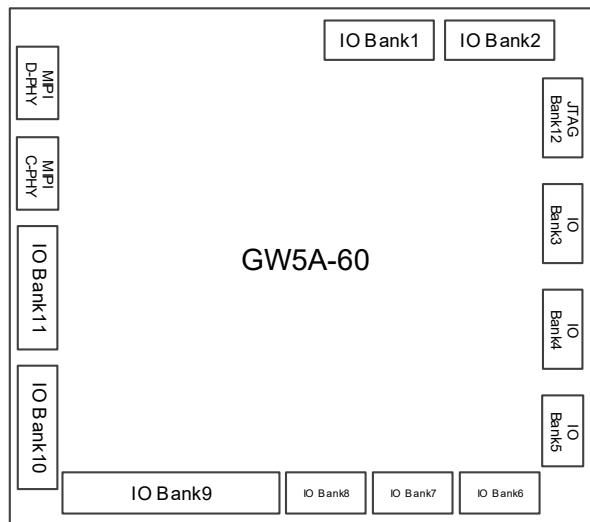 IO Bank1
IO Bank2
MIPI
D-PHY
JTAG
Bank12
MIPI
C-PHY
IO
Bank3
IO Bank11
GW5A-60
IO
Bank4
IO Bank10
IO
Bank5
IO Bank9
IO Bank8
IO Bank7
IO Bank6